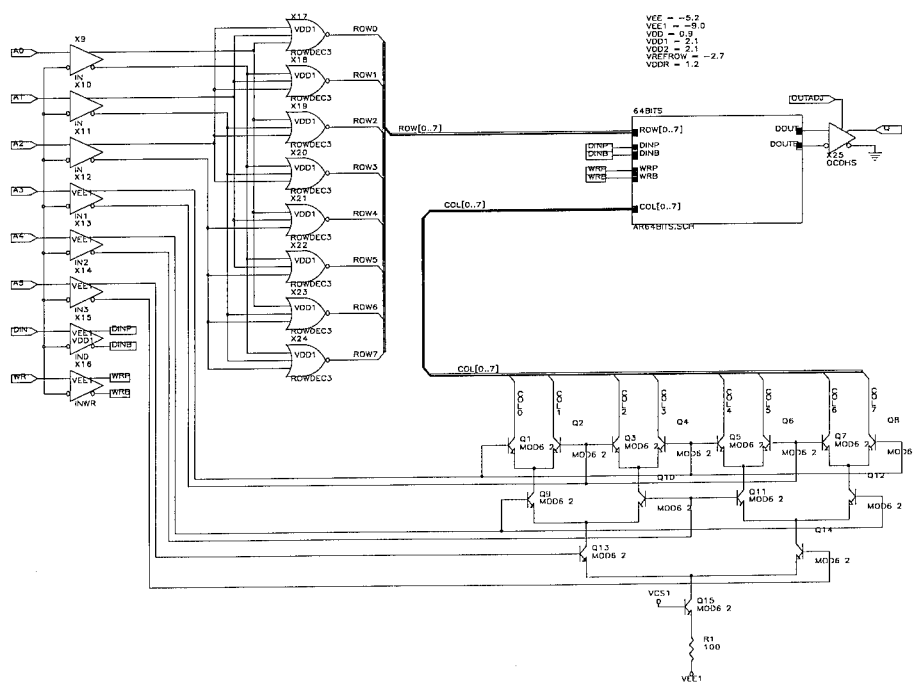 VEE = -5.2
VEE1 = -9.0
VDD = 0.9
VDD1 = 2.1
VDD2 = 2.1
VREFROW = -2.7
VDDR = 1.2
A0
X9
IN
X10
A1
IN
X11
A2
IN
X12
A3
VEE1
IN1
X13
A4
VEE1
IN2
X14
A5
VEE1
IN3
X15
DIN
VEE1
VDD1
IND
X16
DINP
DINB
WR
VEE1
INWR
WRP
WRB
X17
VDD1
ROWDEC3
ROW0
X18
VDD1
ROWDEC3
ROW1
X19
VDD1
ROWDEC3
ROW2
X20
VDD1
ROWDEC3
ROW3
X21
VDD1
ROWDEC3
ROW4
X22
VDD1
ROWDEC3
ROW5
X23
VDD1
ROWDEC3
ROW6
X24
VDD1
ROWDEC3
ROW7
ROW[0..7]
COL[0..7]
64BITS
ROW[0..7]
DINP DINP
DINB DINB
WRP WRP
WRB WRB
COL[0..7]
DOUT
DOUTB
AR64BITS.SCH
OUTADJ
Q
X25
OCDHS
COL[0..7]
COL0
COL1
COL2
COL3
COL4
COL5
COL6
COL7
Q1
MOD6 2
Q2
MOD6 2
Q3
MOD6 2
Q4
MOD6 2
Q5
MOD6 2
Q6
MOD6 2
Q7
MOD6 2
Q8
MOD6
Q9
MOD6 2
Q10
MOD6 2
Q11
MOD6 2
Q12
MOD6 2
Q13
MOD6 2
Q14
MOD6 2
VCS1
Q15
MOD6 2
R1
100
VEE1